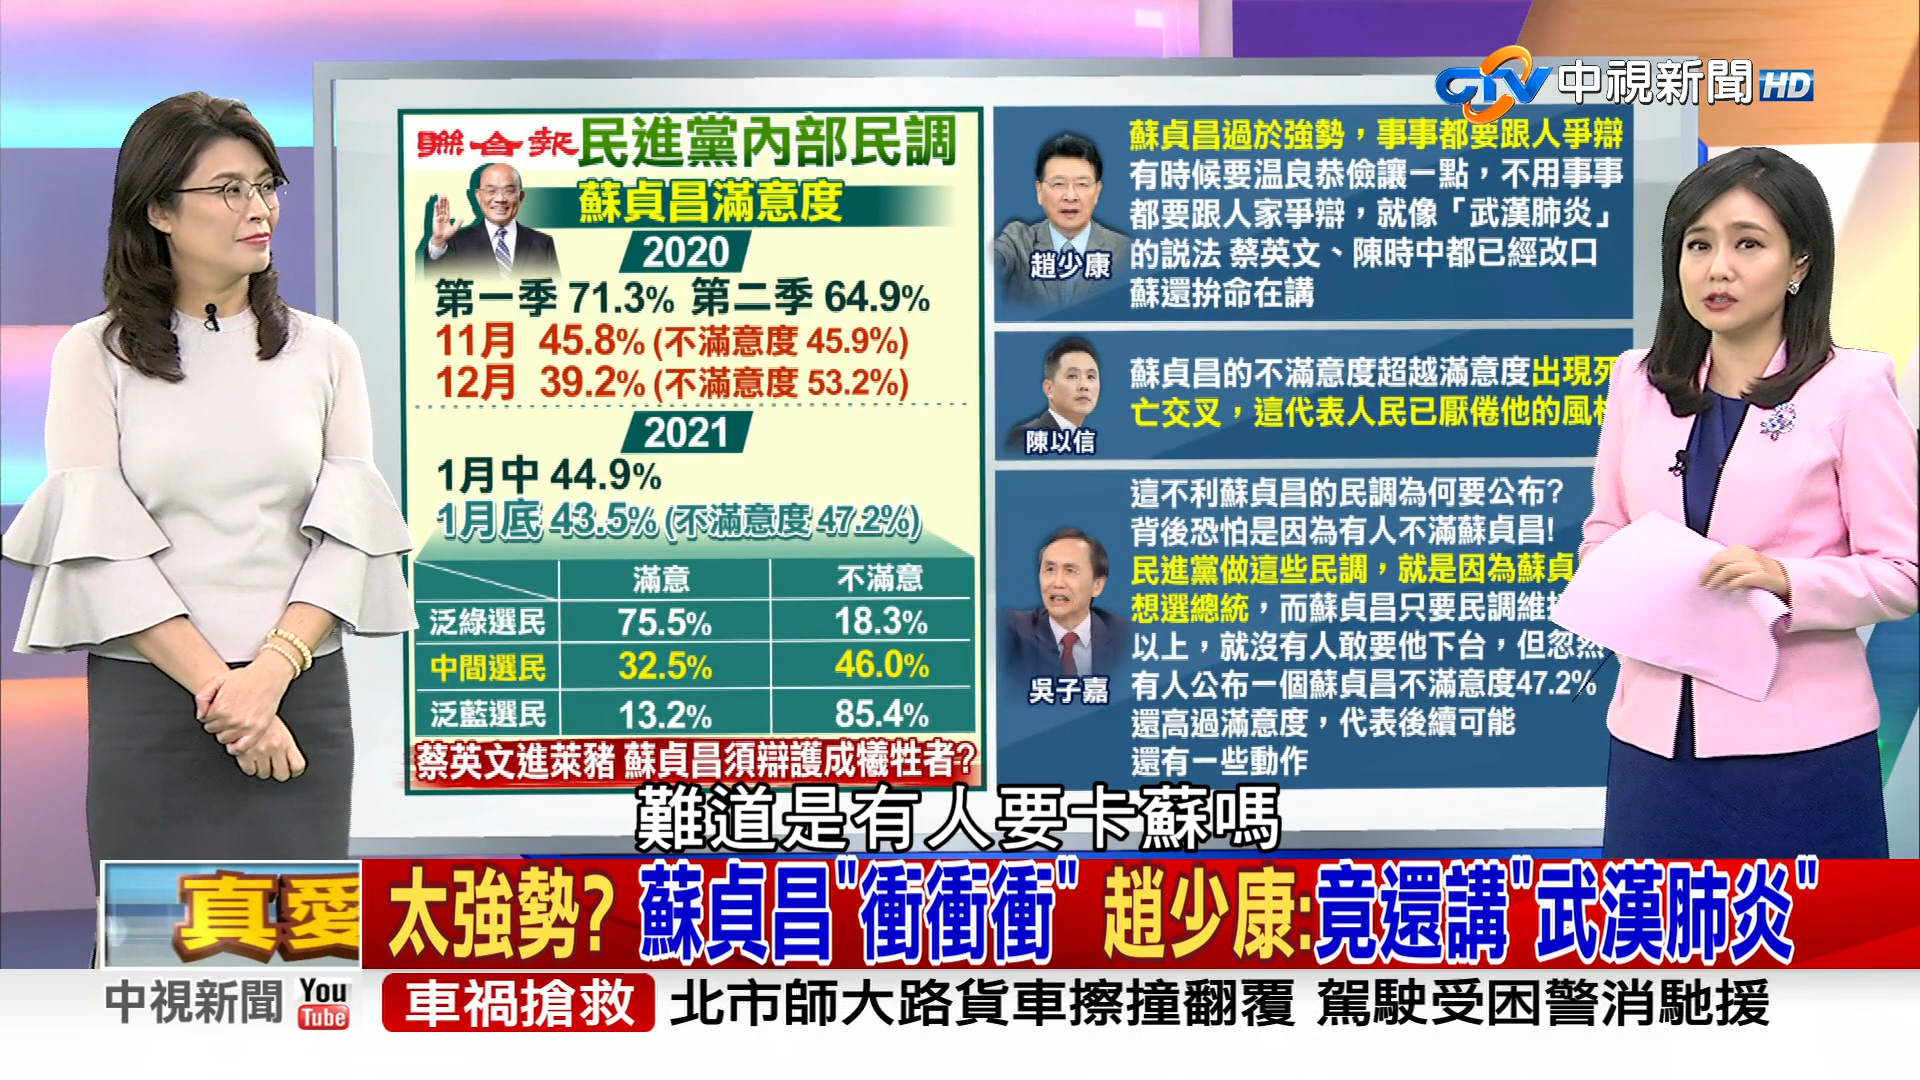 CTV 中視新聞 HD
聯合報 民進黨內部民調
蘇貞昌滿意度
2020
第一季 71.3% 第二季 64.9%
11月 45.8% (不滿意度 45.9%)
12月 39.2% (不滿意度 53.2%)
2021
1月中 44.9%
1月底 43.5% (不滿意度 47.2%)
滿意 不滿意
泛綠選民 75.5% 18.3%
中間選民 32.5% 46.0%
泛藍選民 13.2% 85.4%
蔡英文進萊豬 蘇貞昌須辯護成犧牲者?
蘇貞昌過於強勢，事事都要跟人爭辯
有時候要温良恭儉讓一點，不用事事
都要跟人家爭辯，就像「武漢肺炎」
的説法 蔡英文、陳時中都已經改口
蘇還拚命在講
趙少康
蘇貞昌的不滿意度超越滿意度出現死
亡交叉，這代表人民已厭倦他的風格
陳以信
這不利蘇貞昌的民調為何要公布?
背後恐怕是因為有人不滿蘇貞昌!
民進黨做這些民調，就是因為蘇貞
想選總統，而蘇貞昌只要民調維持
以上，就沒有人敢要他下台，但忽然
有人公布一個蘇貞昌不滿意度47.2%
還高過滿意度，代表後續可能
還有一些動作
吳子嘉
難道是有人要卡蘇嗎
真愛
太強勢? 蘇貞昌"衝衝衝" 趙少康:竟還講"武漢肺炎"
中視新聞 YouTube
車禍搶救 北市師大路貨車擦撞翻覆 駕駛受困警消馳援